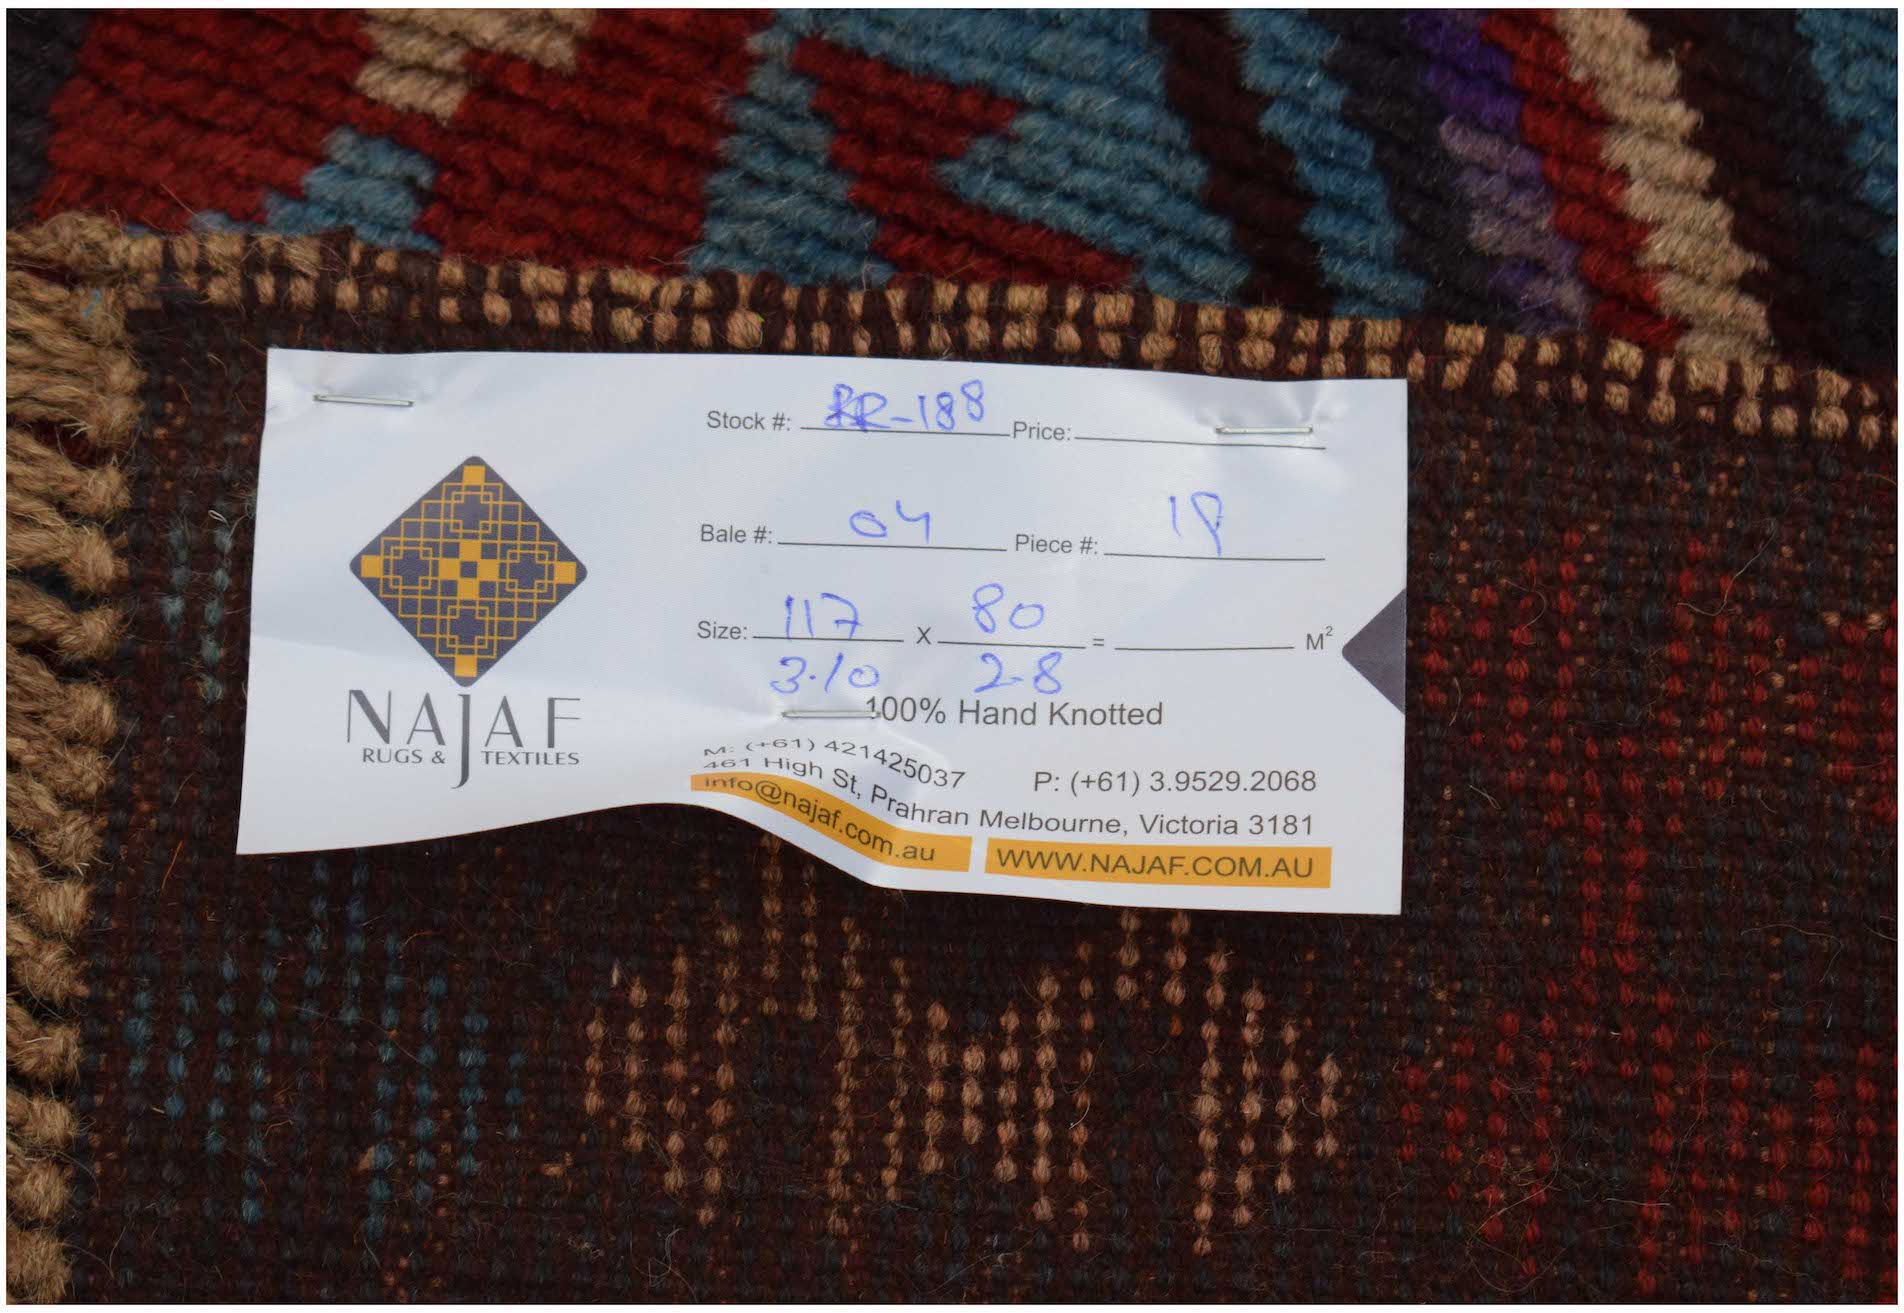 Stock #: RR-188 Price:
Bale #: 04 Piece #: 19
Size: 117 X 80 = M²
3.10 2.8
100% Hand Knotted
NAJAF
RUGS & TEXTILES
M: (+61) 421425037 P: (+61) 3.9529.2068
461 High St, Prahran Melbourne, Victoria 3181
info@najaf.com.au WWW.NAJAF.COM.AU